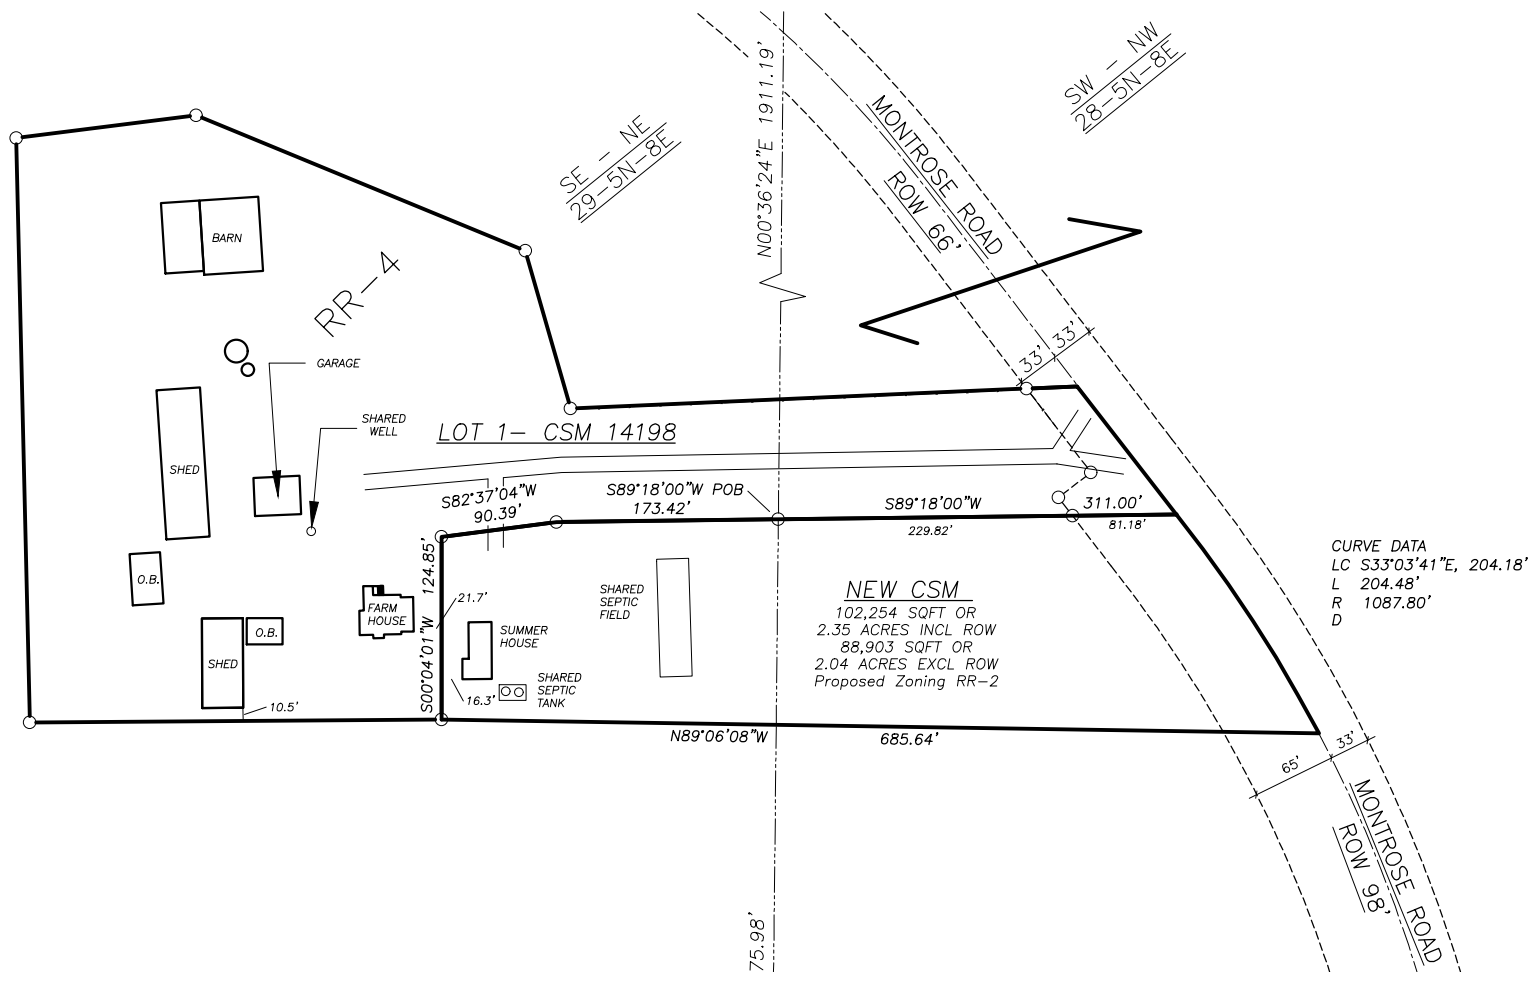 SE - NE
29-5N-8E
N00°36'24"E 1911.19'
SW - NW
28-5N-8E
MONTROSE ROAD
ROW 66'
BARN
RR-4
GARAGE
SHARED
WELL
SHED
O.B.
O.B.
SHED
10.5'
FARM
HOUSE
LOT 1- CSM 14198
S82°37'04"W
90.39'
S89°18'00"W POB
173.42'
S89°18'00"W
311.00'
229.82'
81.18'
33'
33'
S00°04'01"W 124.85'
21.7'
16.3'
SUMMER
HOUSE
SHARED
SEPTIC
TANK
SHARED
SEPTIC
FIELD
NEW CSM
102,254 SQFT OR
2.35 ACRES INCL ROW
88,903 SQFT OR
2.04 ACRES EXCL ROW
Proposed Zoning RR-2
N89°06'08"W
685.64'
CURVE DATA
LC S33°03'41"E, 204.18'
L 204.48'
R 1087.80'
D
65'
33'
MONTROSE ROAD
ROW 98'
75.98'